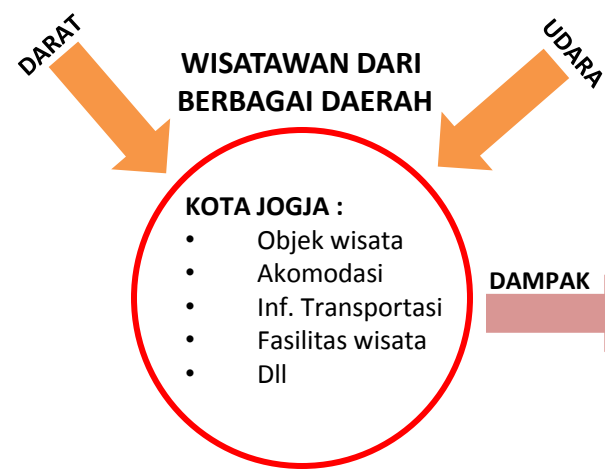 DARAT
UDARA
WISATAWAN DARI
BERBAGAI DAERAH
KOTA JOGJA :
• Objek wisata
• Akomodasi
• Inf. Transportasi
• Fasilitas wisata
• Dll
DAMPAK